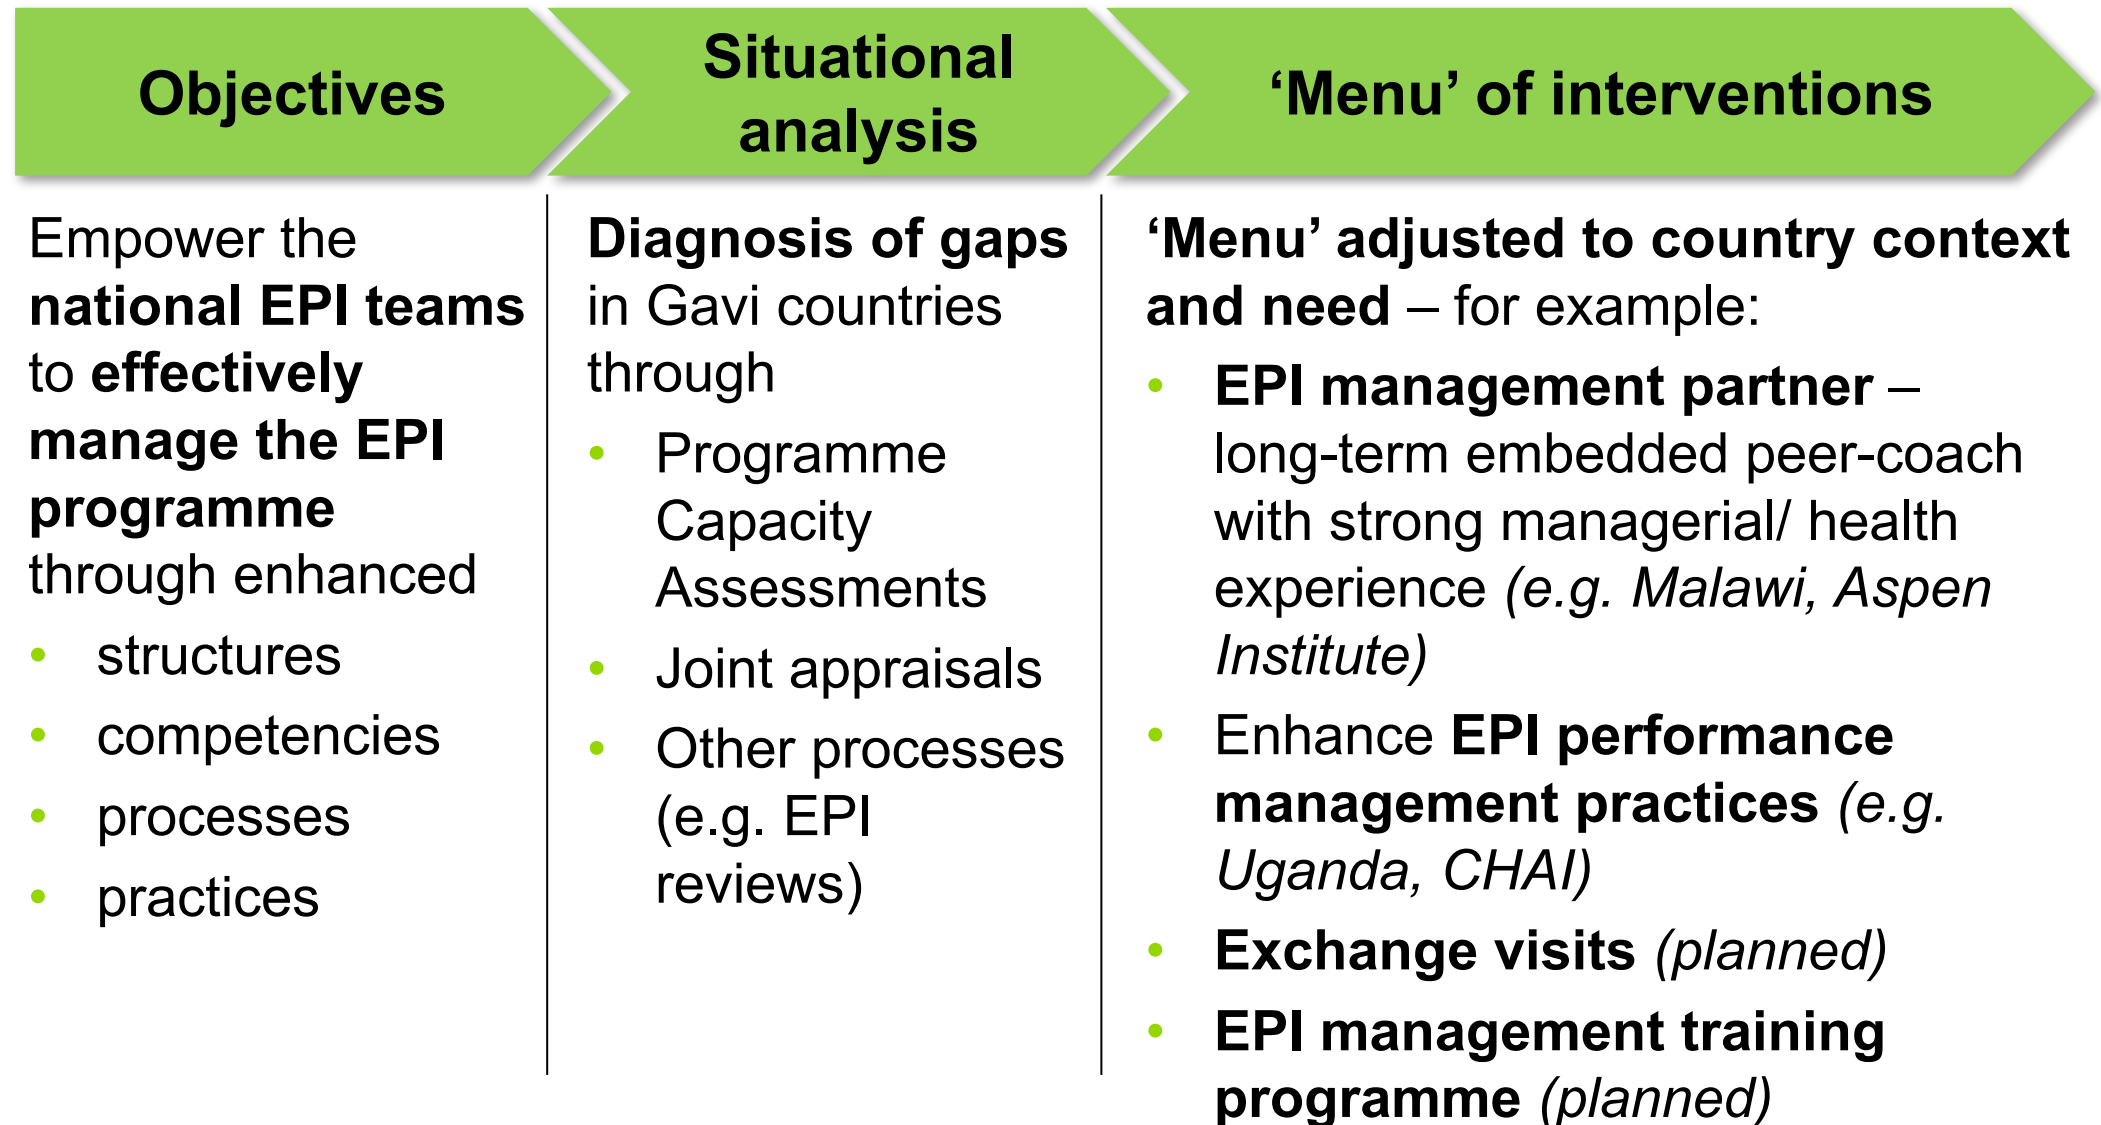 Objectives
Situational
analysis
‘Menu’ of interventions
Empower the
national EPI teams
to effectively
manage the EPI
programme
through enhanced
• structures
• competencies
• processes
• practices
Diagnosis of gaps
in Gavi countries
through
• Programme
Capacity
Assessments
• Joint appraisals
• Other processes
(e.g. EPI
reviews)
‘Menu’ adjusted to country context
and need – for example:
• EPI management partner –
long-term embedded peer-coach
with strong managerial/ health
experience (e.g. Malawi, Aspen
Institute)
• Enhance EPI performance
management practices (e.g.
Uganda, CHAI)
• Exchange visits (planned)
• EPI management training
programme (planned)